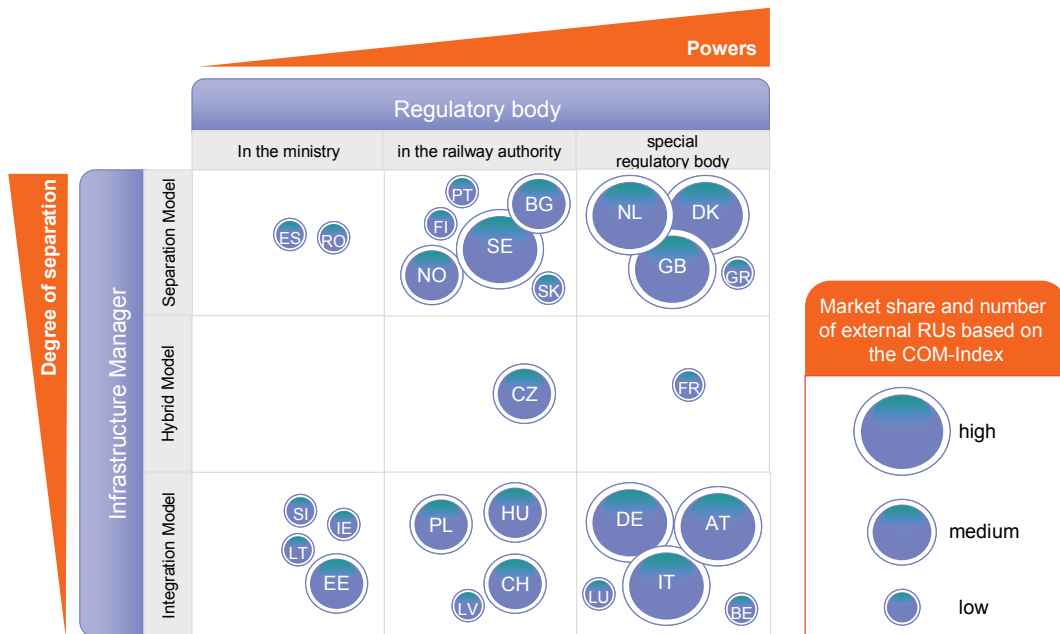 Powers
Regulatory body
In the ministry
in the railway authority
special
regulatory body
Degree of separation
Infrastructure Manager
Separation Model
ES
RO
PT
FI
BG
SE
NO
SK
NL
DK
GB
GR
Hybrid Model
CZ
FR
Integration Model
SI
IE
LT
EE
PL
HU
CH
LV
DE
AT
IT
LU
BE
Market share and number
of external RUs based on
the COM-Index
high
medium
low